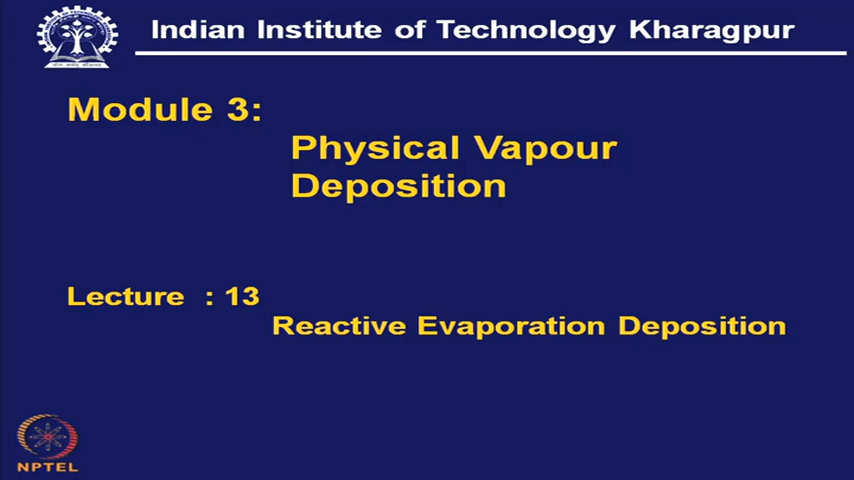 Indian Institute of Technology Kharagpur
Module 3:
Physical Vapour
Deposition
Lecture : 13
Reactive Evaporation Deposition
NPTEL